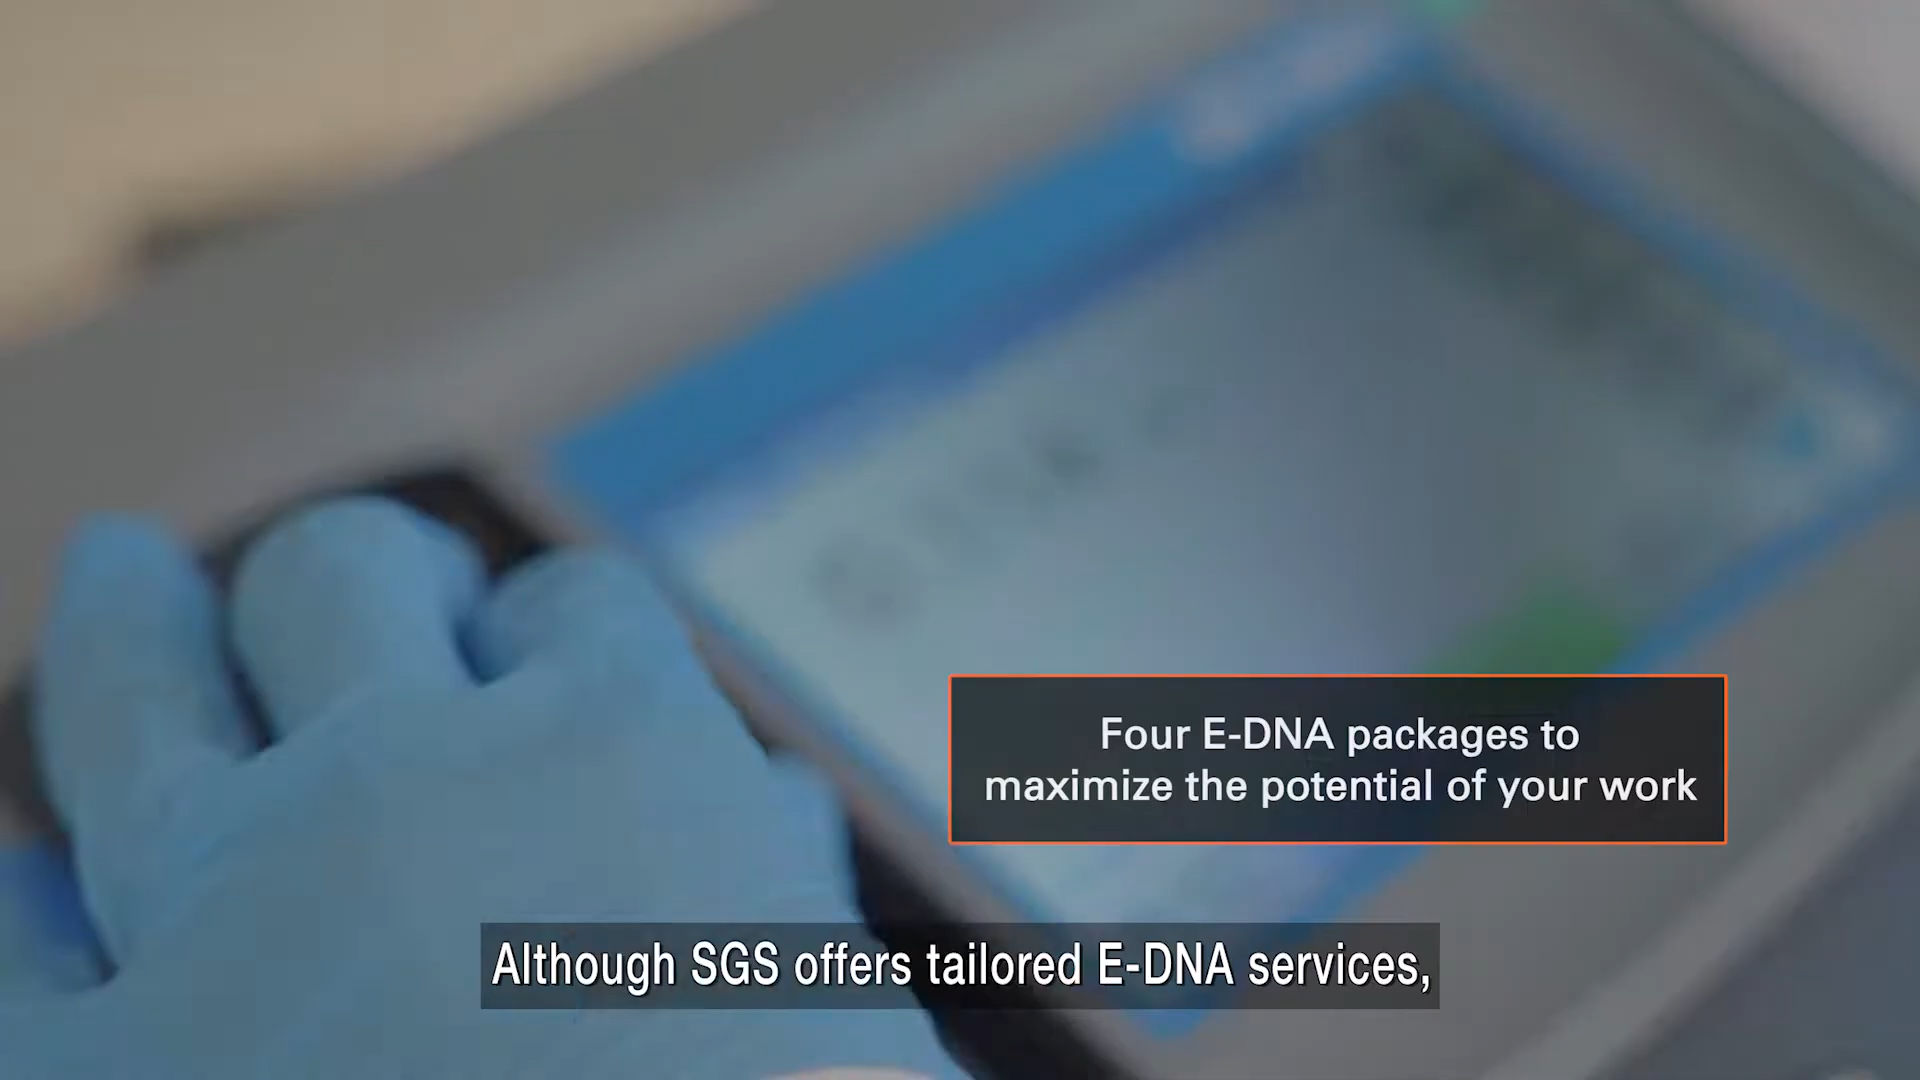 Four E-DNA packages to
maximize the potential of your work
Although SGS offers tailored E-DNA services,